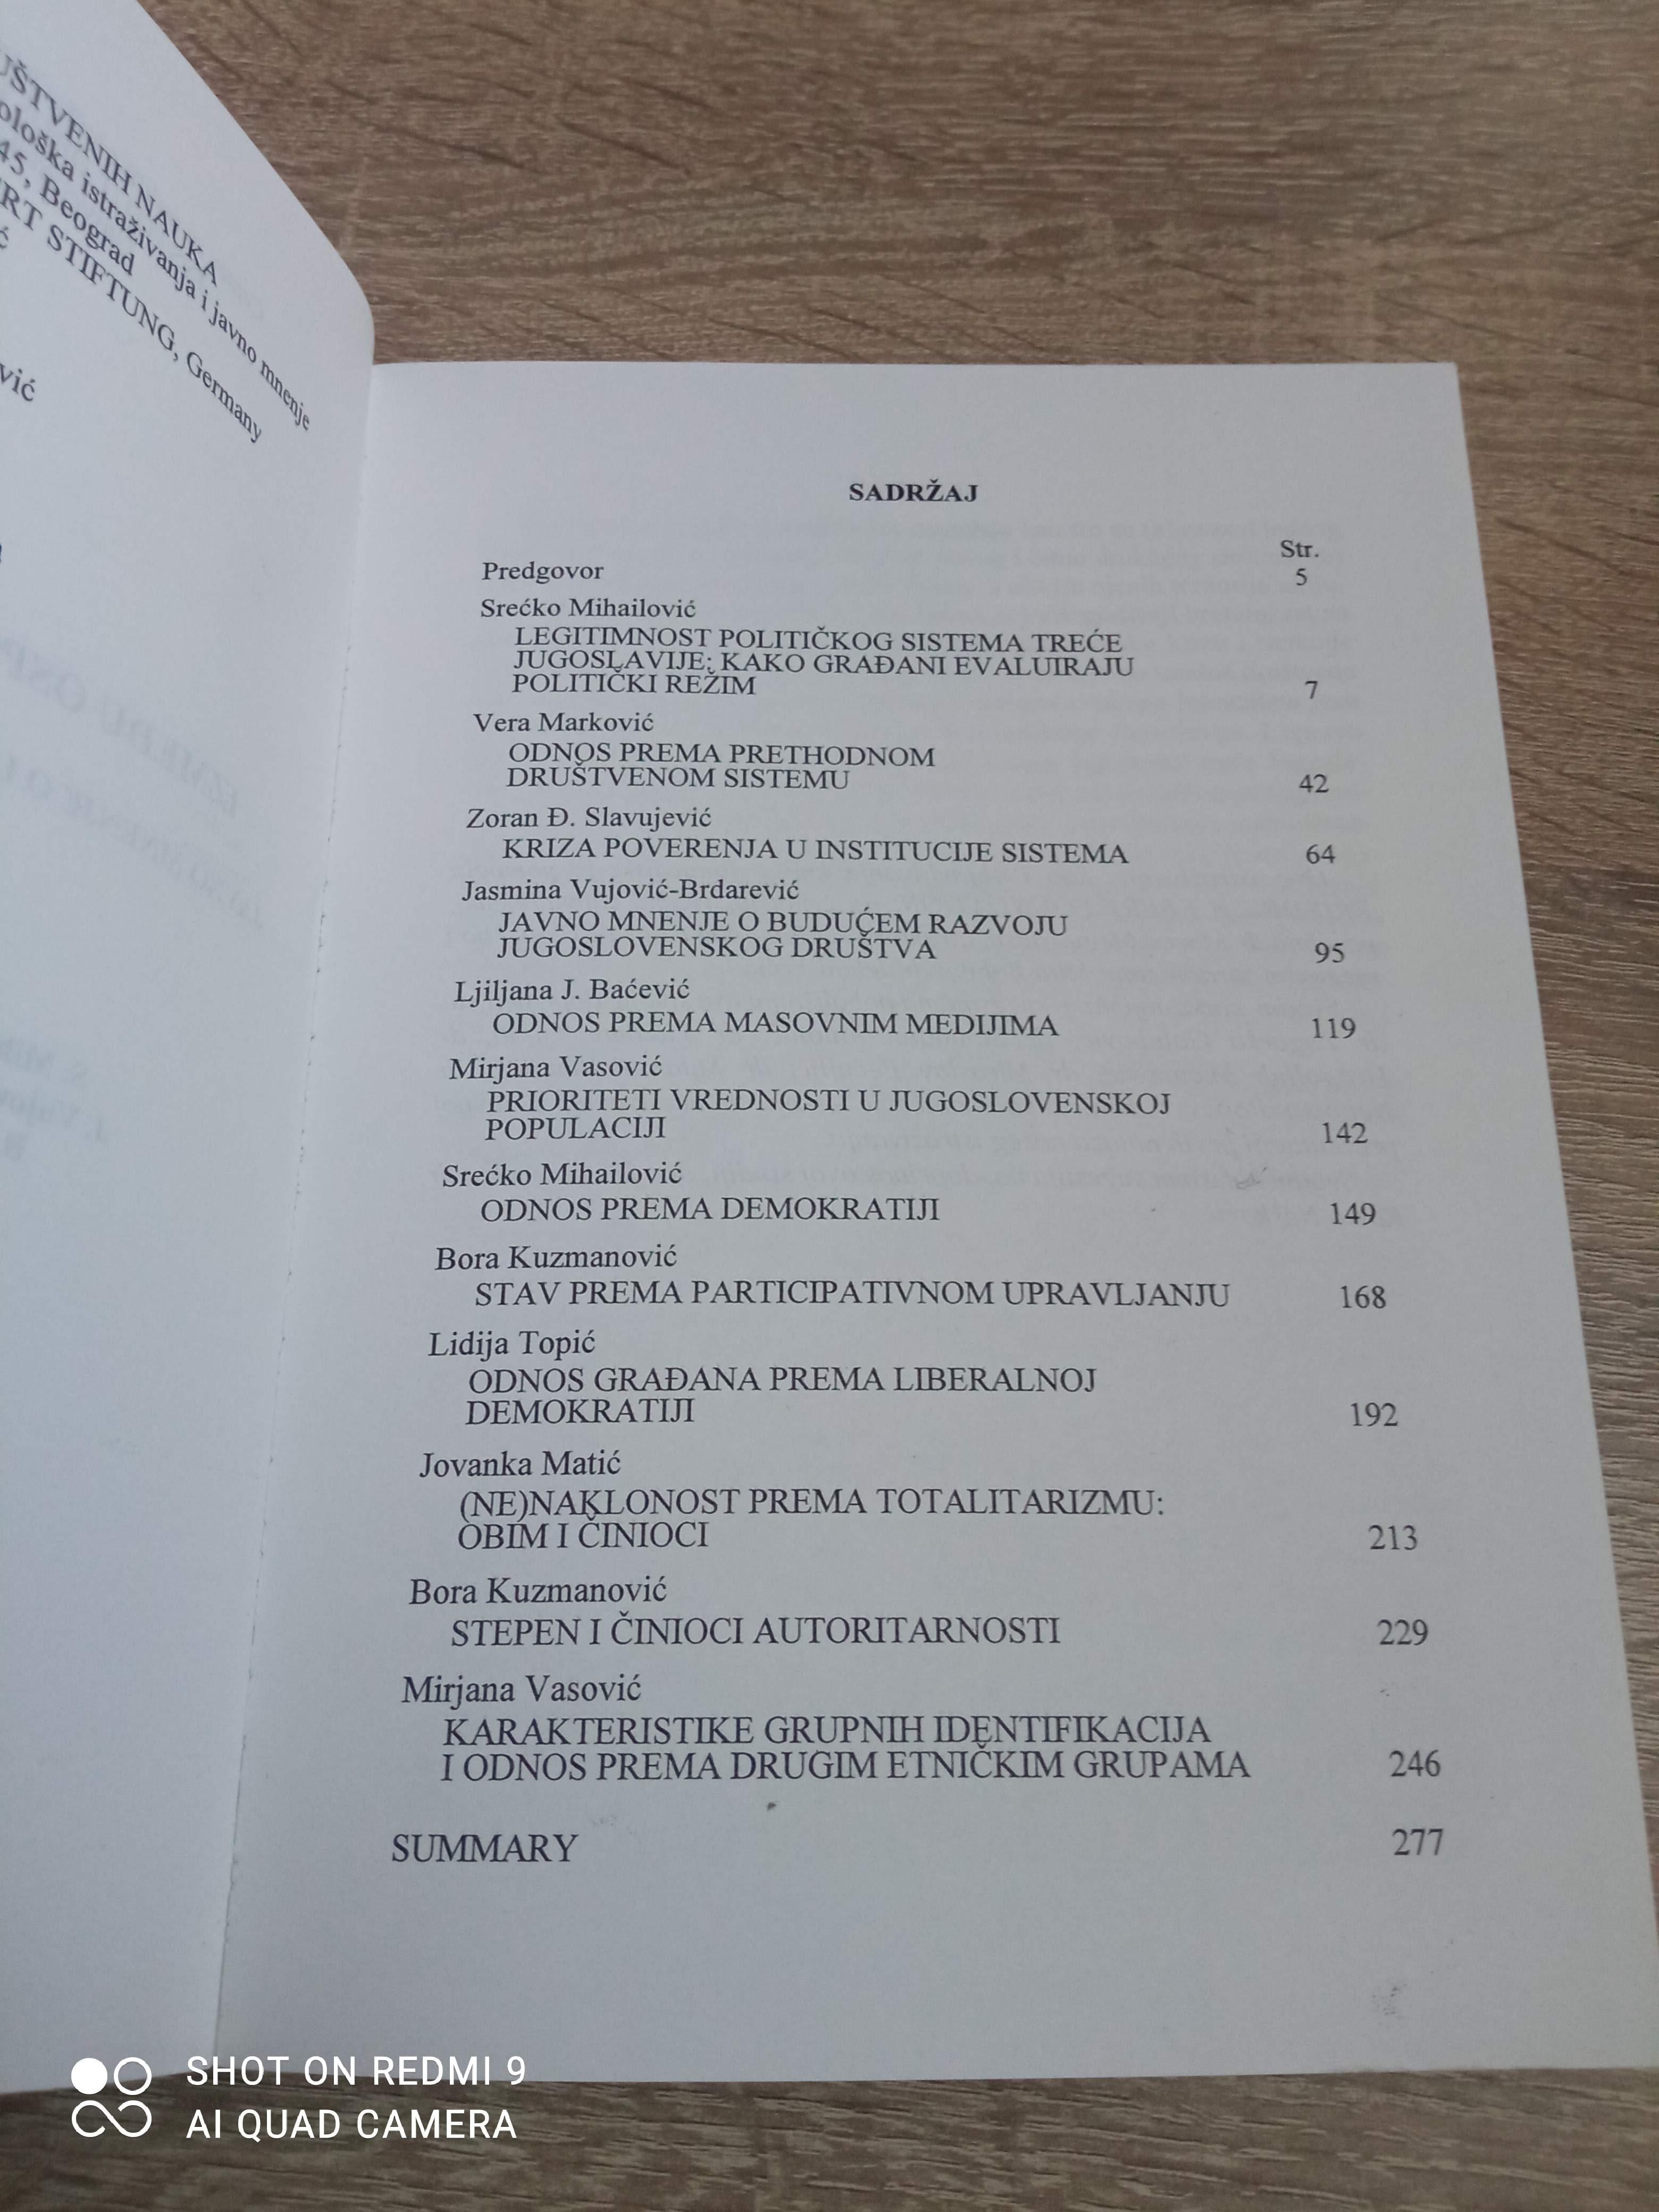 UŠTVENIH NAUKA
ološka istraživanja i javno mnenje
45, Beograd
RT STIFTUNG, Germany
ć
vić
SADRŽAJ
Str.
Predgovor 5
Srećko Mihailović
LEGITIMNOST POLITIČKOG SISTEMA TREĆE
JUGOSLAVIJE: KAKO GRAĐANI EVALUIRAJU
POLITIČKI REŽIM 7
Vera Marković
ODNOS PREMA PRETHODNOM
DRUŠTVENOM SISTEMU 42
Zoran Đ. Slavujević
KRIZA POVERENJA U INSTITUCIJE SISTEMA 64
Jasmina Vujović-Brdarević
JAVNO MNENJE O BUDUĆEM RAZVOJU
JUGOSLOVENSKOG DRUŠTVA 95
Ljiljana J. Baćević
ODNOS PREMA MASOVNIM MEDIJIMA 119
Mirjana Vasović
PRIORITETI VREDNOSTI U JUGOSLOVENSKOJ
POPULACIJI 142
Srećko Mihailović
ODNOS PREMA DEMOKRATIJI 149
Bora Kuzmanović
STAV PREMA PARTICIPATIVNOM UPRAVLJANJU 168
Lidija Topić
ODNOS GRAĐANA PREMA LIBERALNOJ
DEMOKRATIJI 192
Jovanka Matić
(NE)NAKLONOST PREMA TOTALITARIZMU:
OBIM I ČINIOCI 213
Bora Kuzmanović
STEPEN I ČINIOCI AUTORITARNOSTI 229
Mirjana Vasović
KARAKTERISTIKE GRUPNIH IDENTIFIKACIJA
I ODNOS PREMA DRUGIM ETNIČKIM GRUPAMA 246
SUMMARY 277
SHOT ON REDMI 9
AI QUAD CAMERA